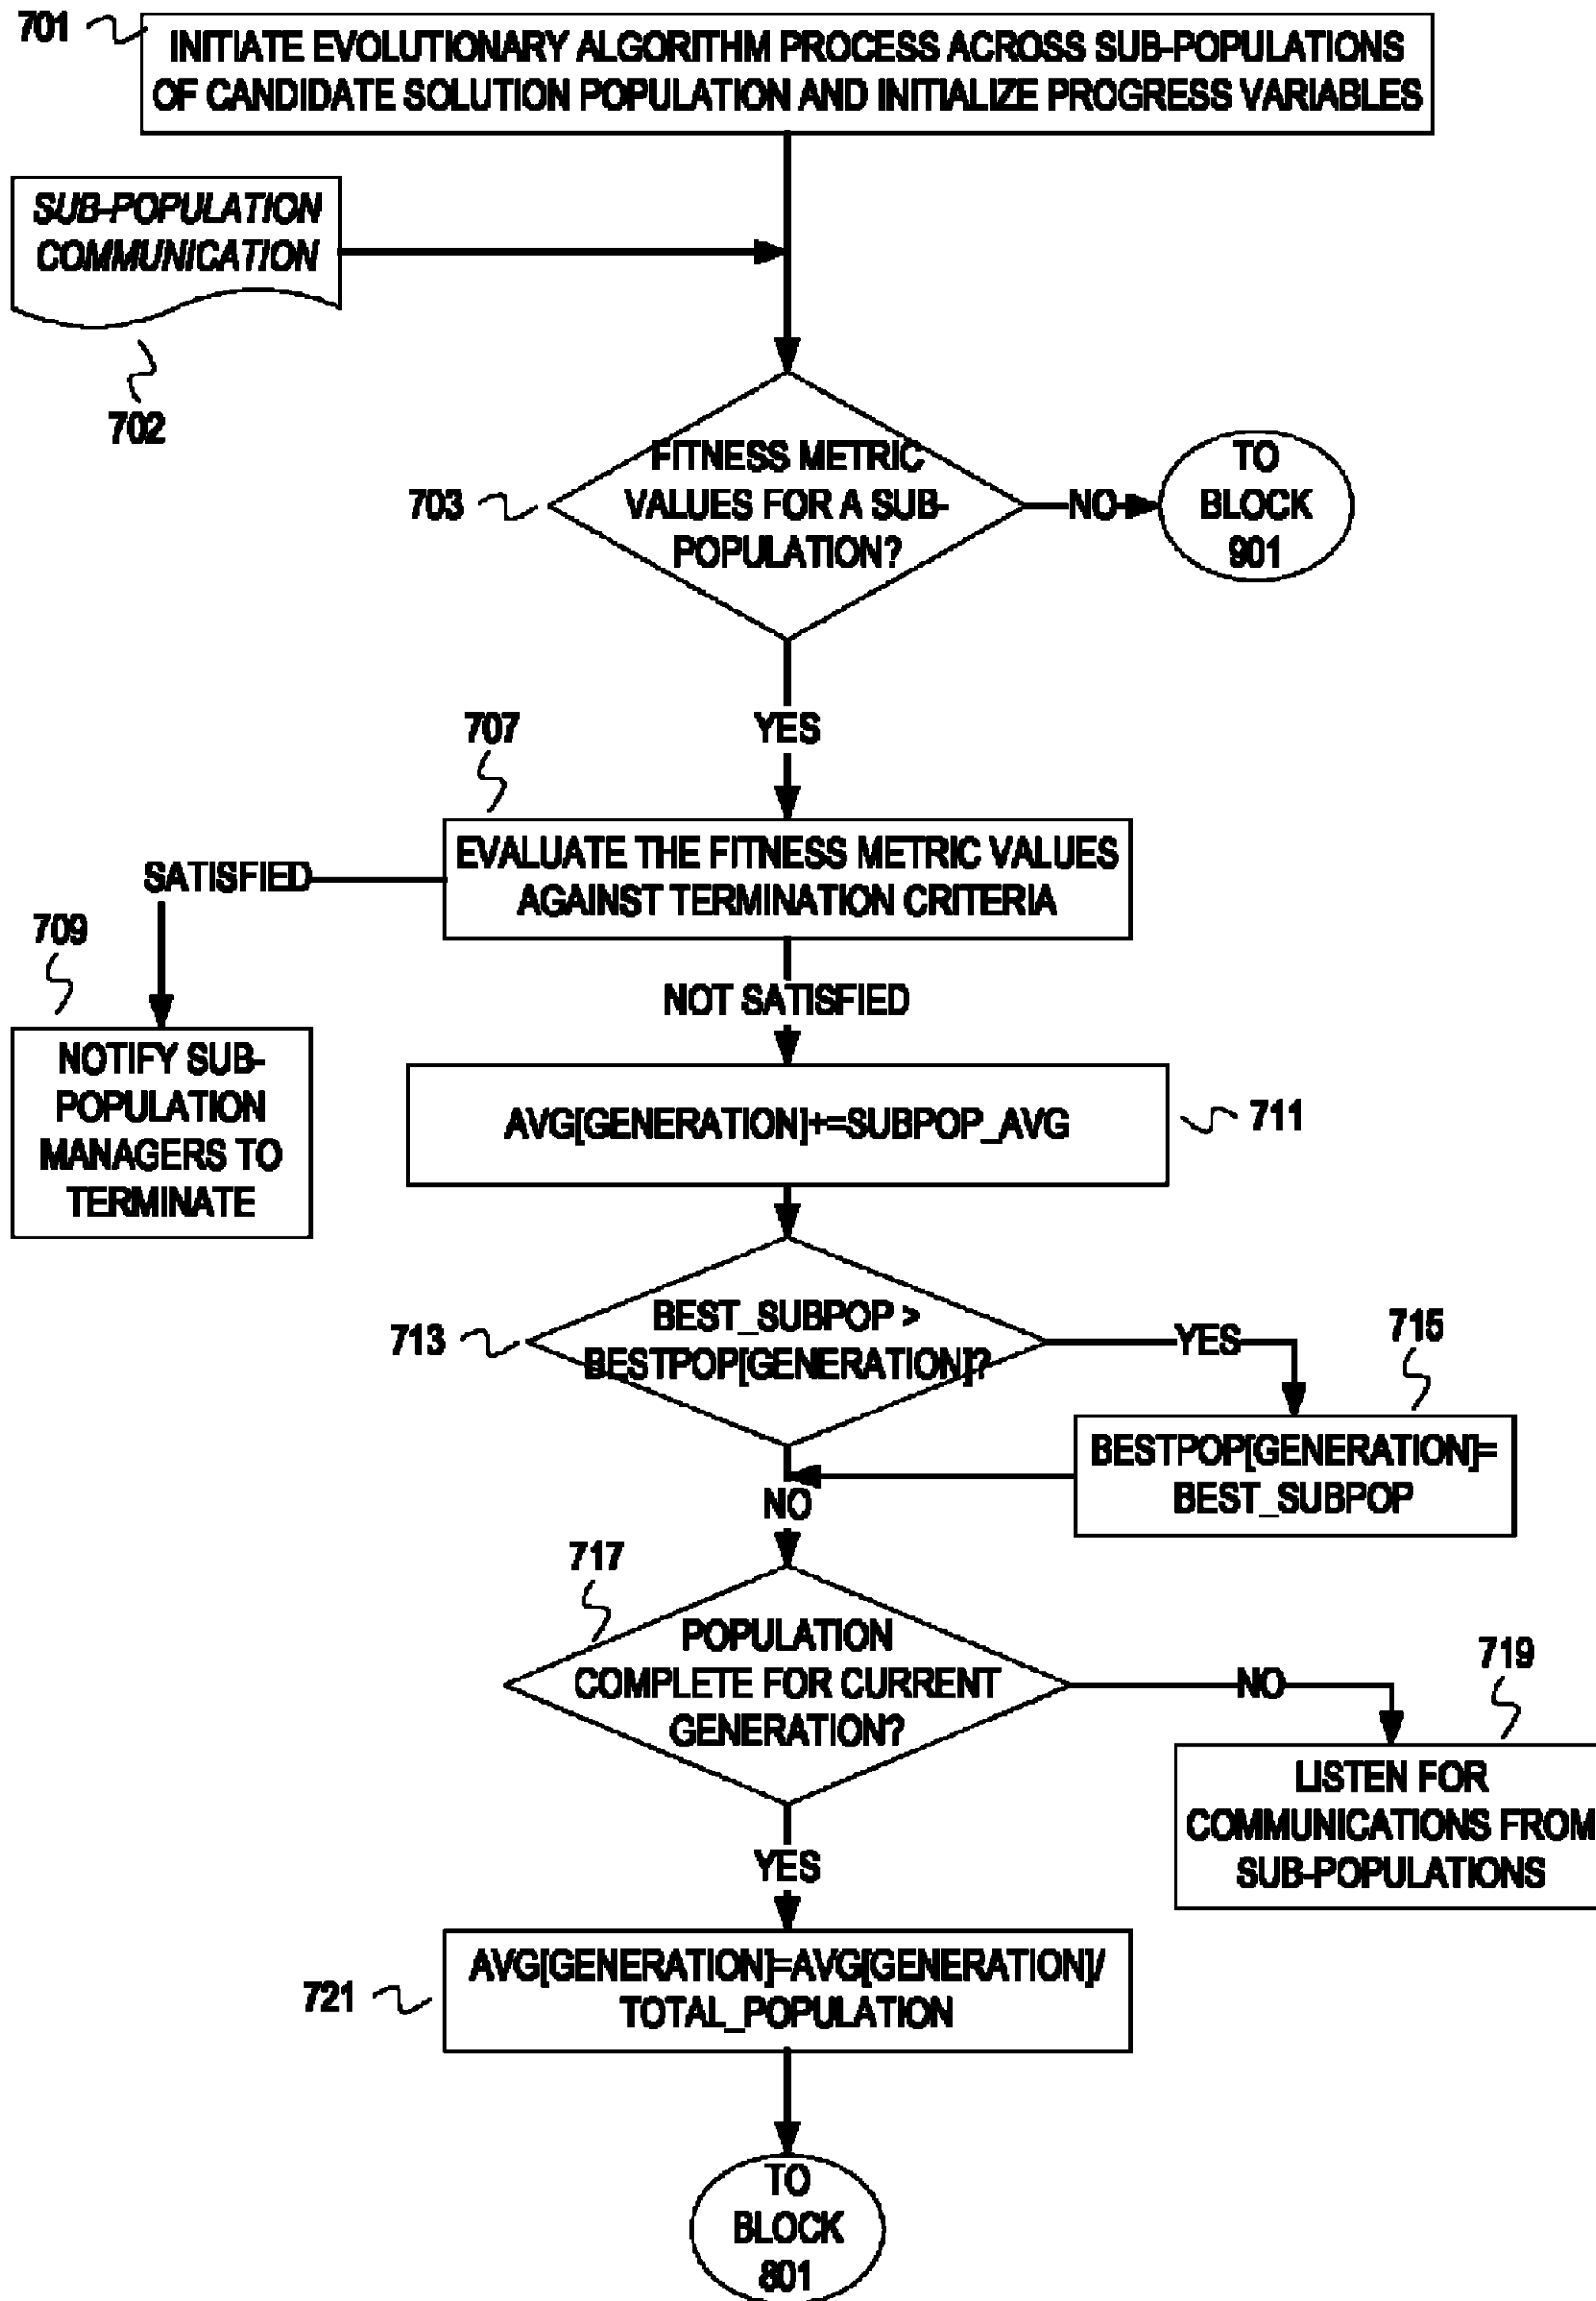 701
INITIATE EVOLUTIONARY ALGORITHM PROCESS ACROSS SUB-POPULATIONS
OF CANDIDATE SOLUTION POPULATION AND INITIALIZE PROGRESS VARIABLES
SUB-POPULATION
COMMUNICATION
702
703
FITNESS METRIC
VALUES FOR A SUB-
POPULATION?
NO
TO
BLOCK
901
YES
707
EVALUATE THE FITNESS METRIC VALUES
AGAINST TERMINATION CRITERIA
SATISFIED
709
NOTIFY SUB-
POPULATION
MANAGERS TO
TERMINATE
NOT SATISFIED
AVG[GENERATION]+=SUBPOP_AVG
711
713
BEST_SUBPOP >
BESTPOP[GENERATION]?
YES
715
BESTPOP[GENERATION]=
BEST_SUBPOP
NO
717
POPULATION
COMPLETE FOR CURRENT
GENERATION?
NO
719
LISTEN FOR
COMMUNICATIONS FROM
SUB-POPULATIONS
YES
721
AVG[GENERATION]=AVG[GENERATION]/
TOTAL_POPULATION
TO
BLOCK
801